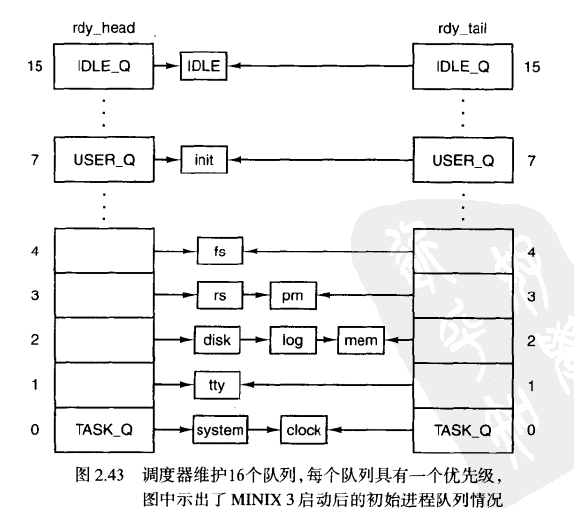 rdy_head rdy_tail
15 IDLE_Q IDLE IDLE_Q 15
7 USER_Q init USER_Q 7
4 fs 4
3 rs pm 3
2 disk log mem 2
1 tty 1
0 TASK_Q system clock TASK_Q 0
图 2.43 调度器维护16个队列,每个队列具有一个优先级,
图中示出了 MINIX 3 启动后的初始进程队列情况